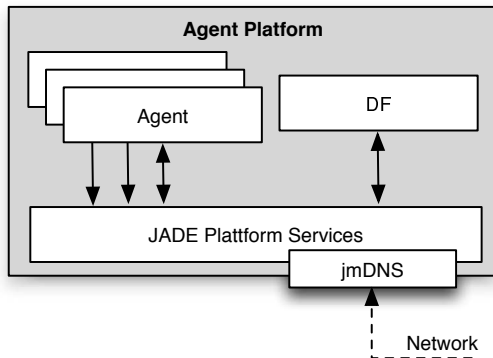 Agent Platform
Agent
DF
JADE Plattform Services
jmDNS
Network